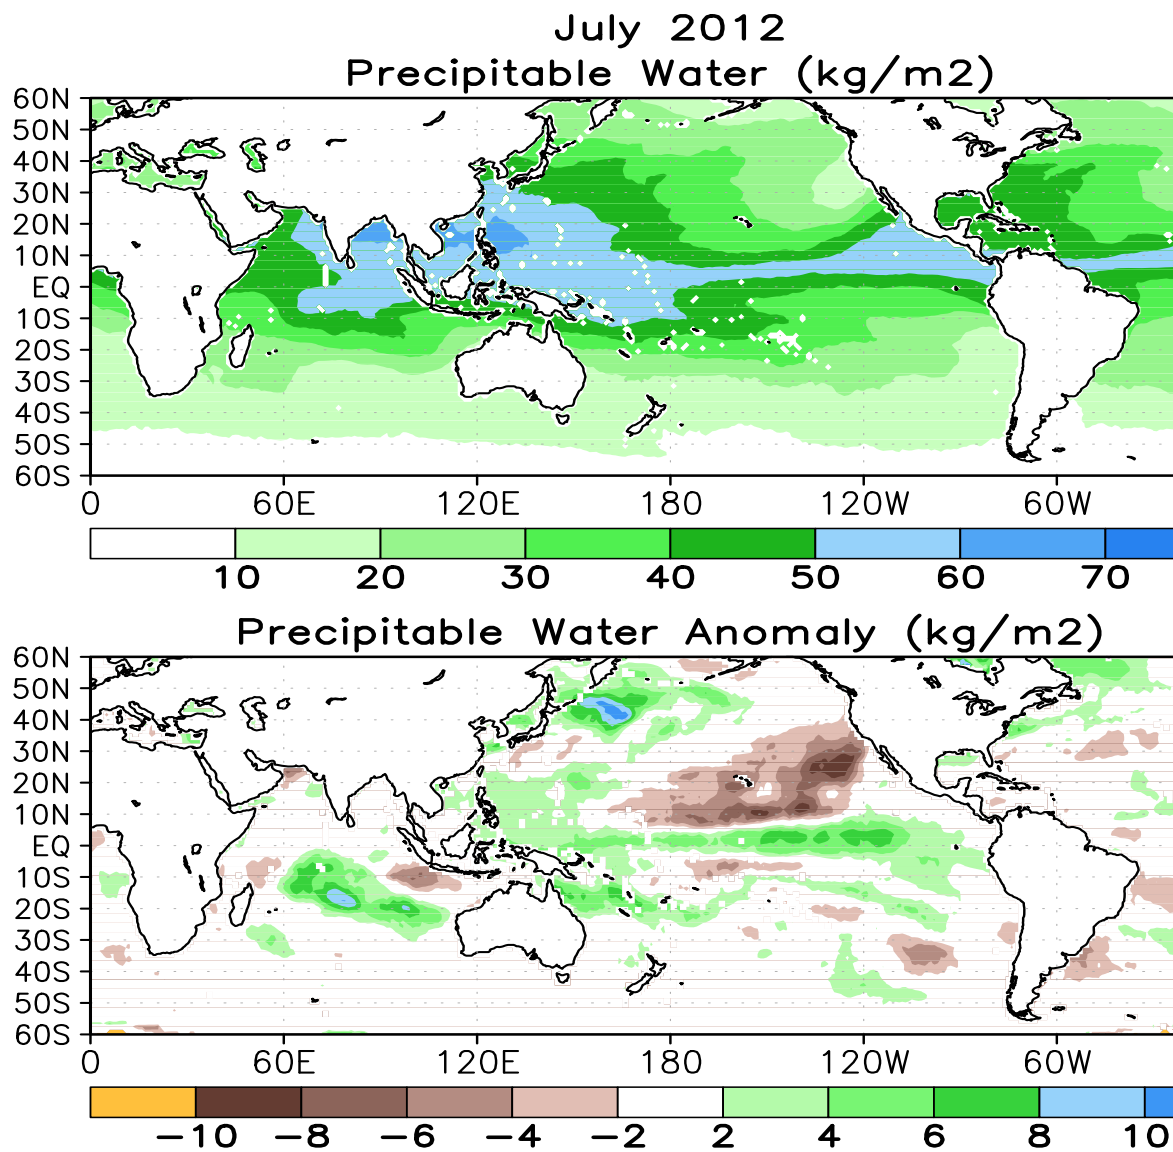 July 2012
Precipitable Water (kg/m2)
60N
50N
40N
30N
20N
10N
EQ
10S
20S
30S
40S
50S
60S
0 60E 120E 180 120W 60W
10 20 30 40 50 60 70
Precipitable Water Anomaly (kg/m2)
60N
50N
40N
30N
20N
10N
EQ
10S
20S
30S
40S
50S
60S
0 60E 120E 180 120W 60W
−10 −8 −6 −4 −2 2 4 6 8 10